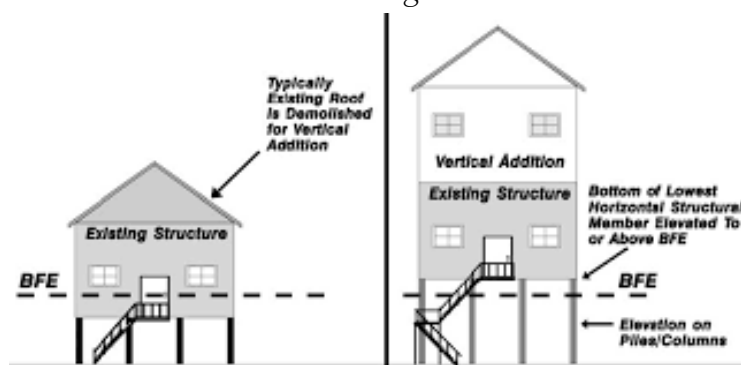 Typically
Existing Roof
is Demolished
for Vertical
Addition
Existing Structure
BFE
Vertical Addition
Existing Structure
Bottom of Lowest
Horizontal Structural
Member Elevated To
or Above BFE
BFE
Elevation on
Piles/Columns